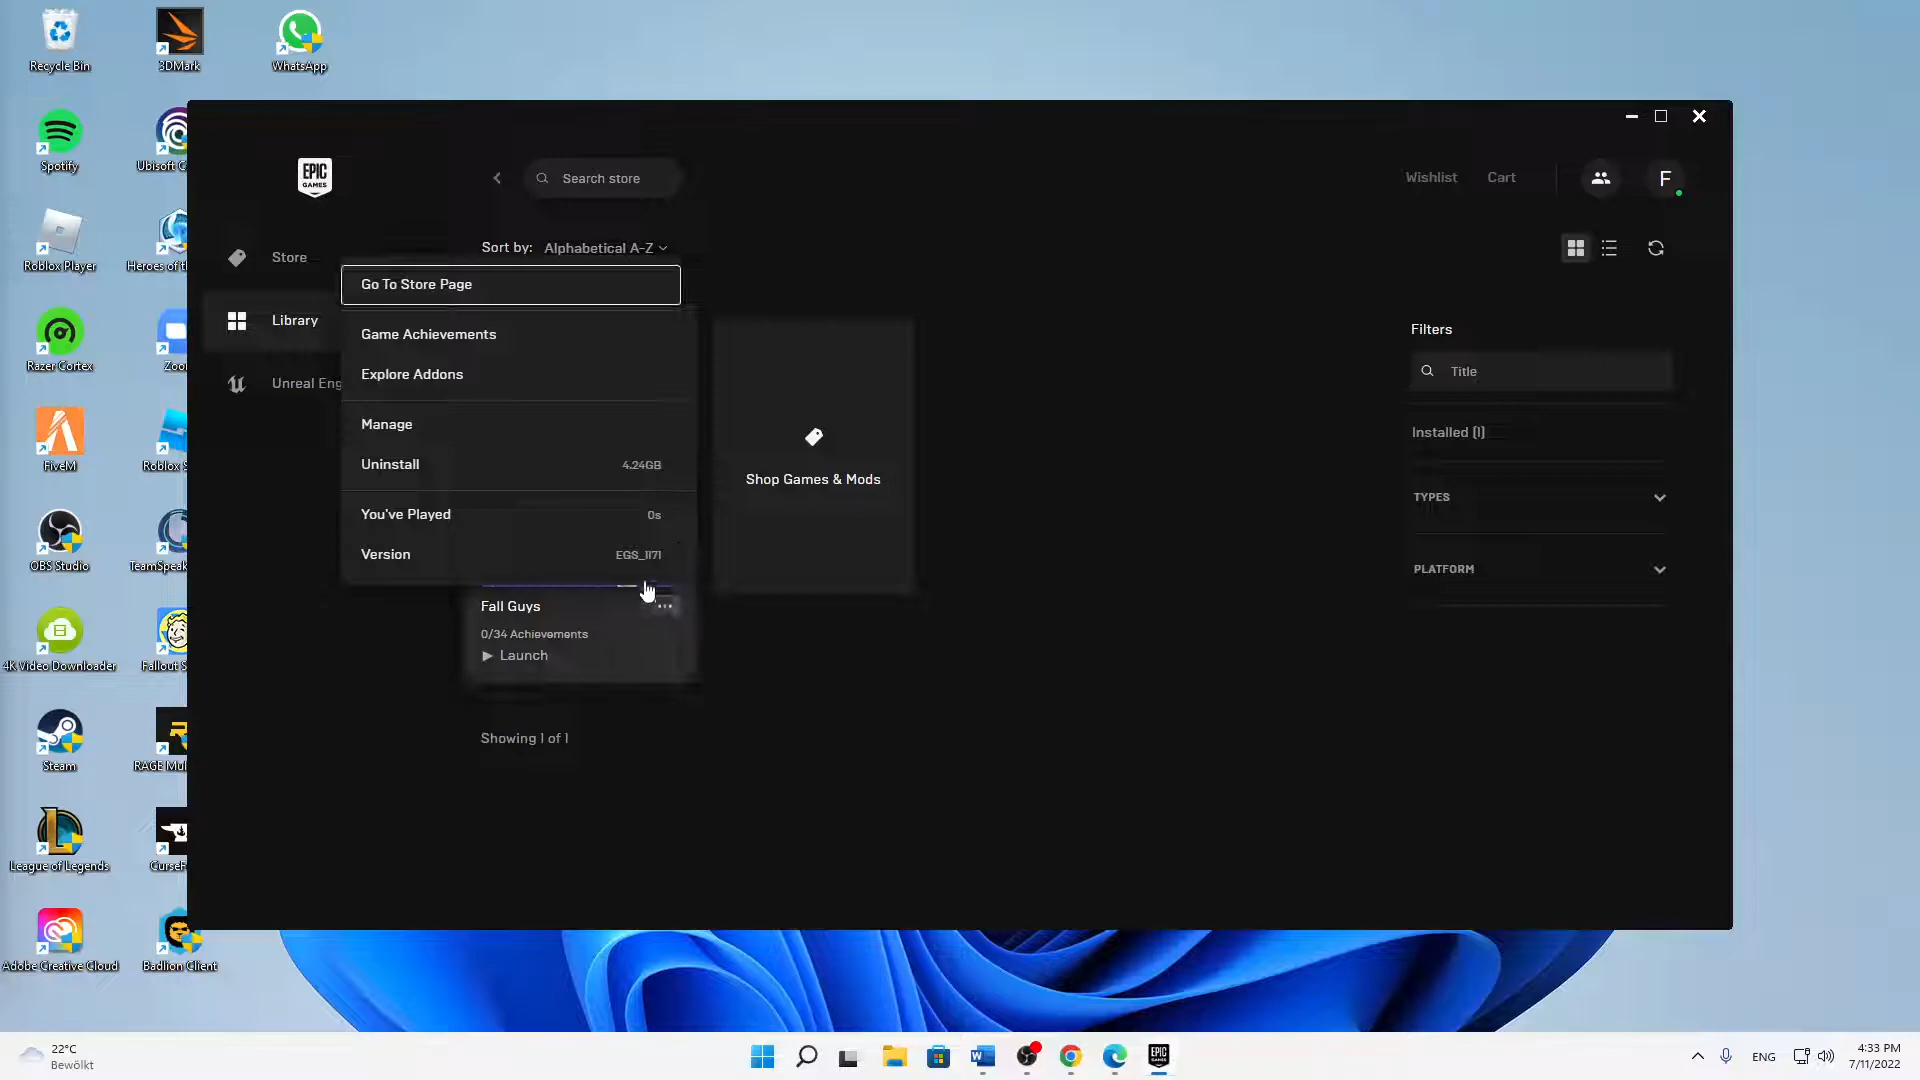 Recycle Bin
3DMark
WhatsApp
Spotify
Ubisoft C
Roblox Player
Heroes of th
Razer Cortex
Zoo
FiveM
Roblox S
OBS Studio
TeamSpeak
4K Video Downloader
Fallout S
Steam
RAGE Mul
League of Legends
CurseF
Adobe Creative Cloud
Badlion Client
EPIC
GAMES
Search store
Wishlist
Cart
F
Store
Library
Unreal Eng
Sort by: Alphabetical A-Z
Go To Store Page
Game Achievements
Explore Addons
Manage
Uninstall 4.24GB
You've Played 0s
Version EGS_1171
Fall Guys
0/34 Achievements
Launch
Showing 1 of 1
Shop Games & Mods
Filters
Title
Installed (1)
TYPES
PLATFORM
22°C
Bewölkt
ENG
4:33 PM
7/11/2022